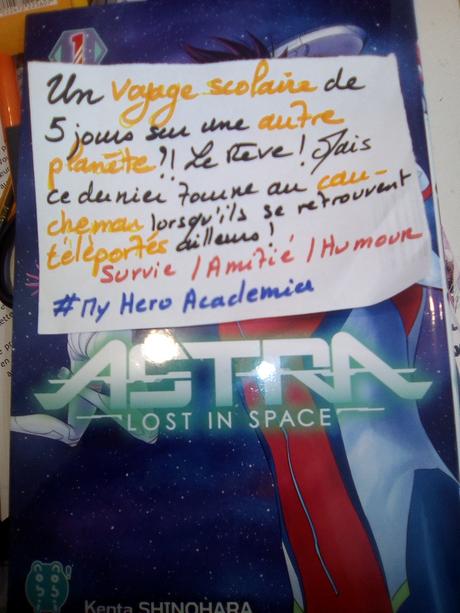 1
Un voyage scolaire de
5 jours sur une autre
planète?! Le Rêve! Mais
ce dernier tourne au cau-
chemar lorsqu'ils se retrouvent
téléportés ailleurs!
Survie / Amitié / Humour
#My Hero Academia
ASTRA
LOST IN SPACE
Kenta SHINOHARA